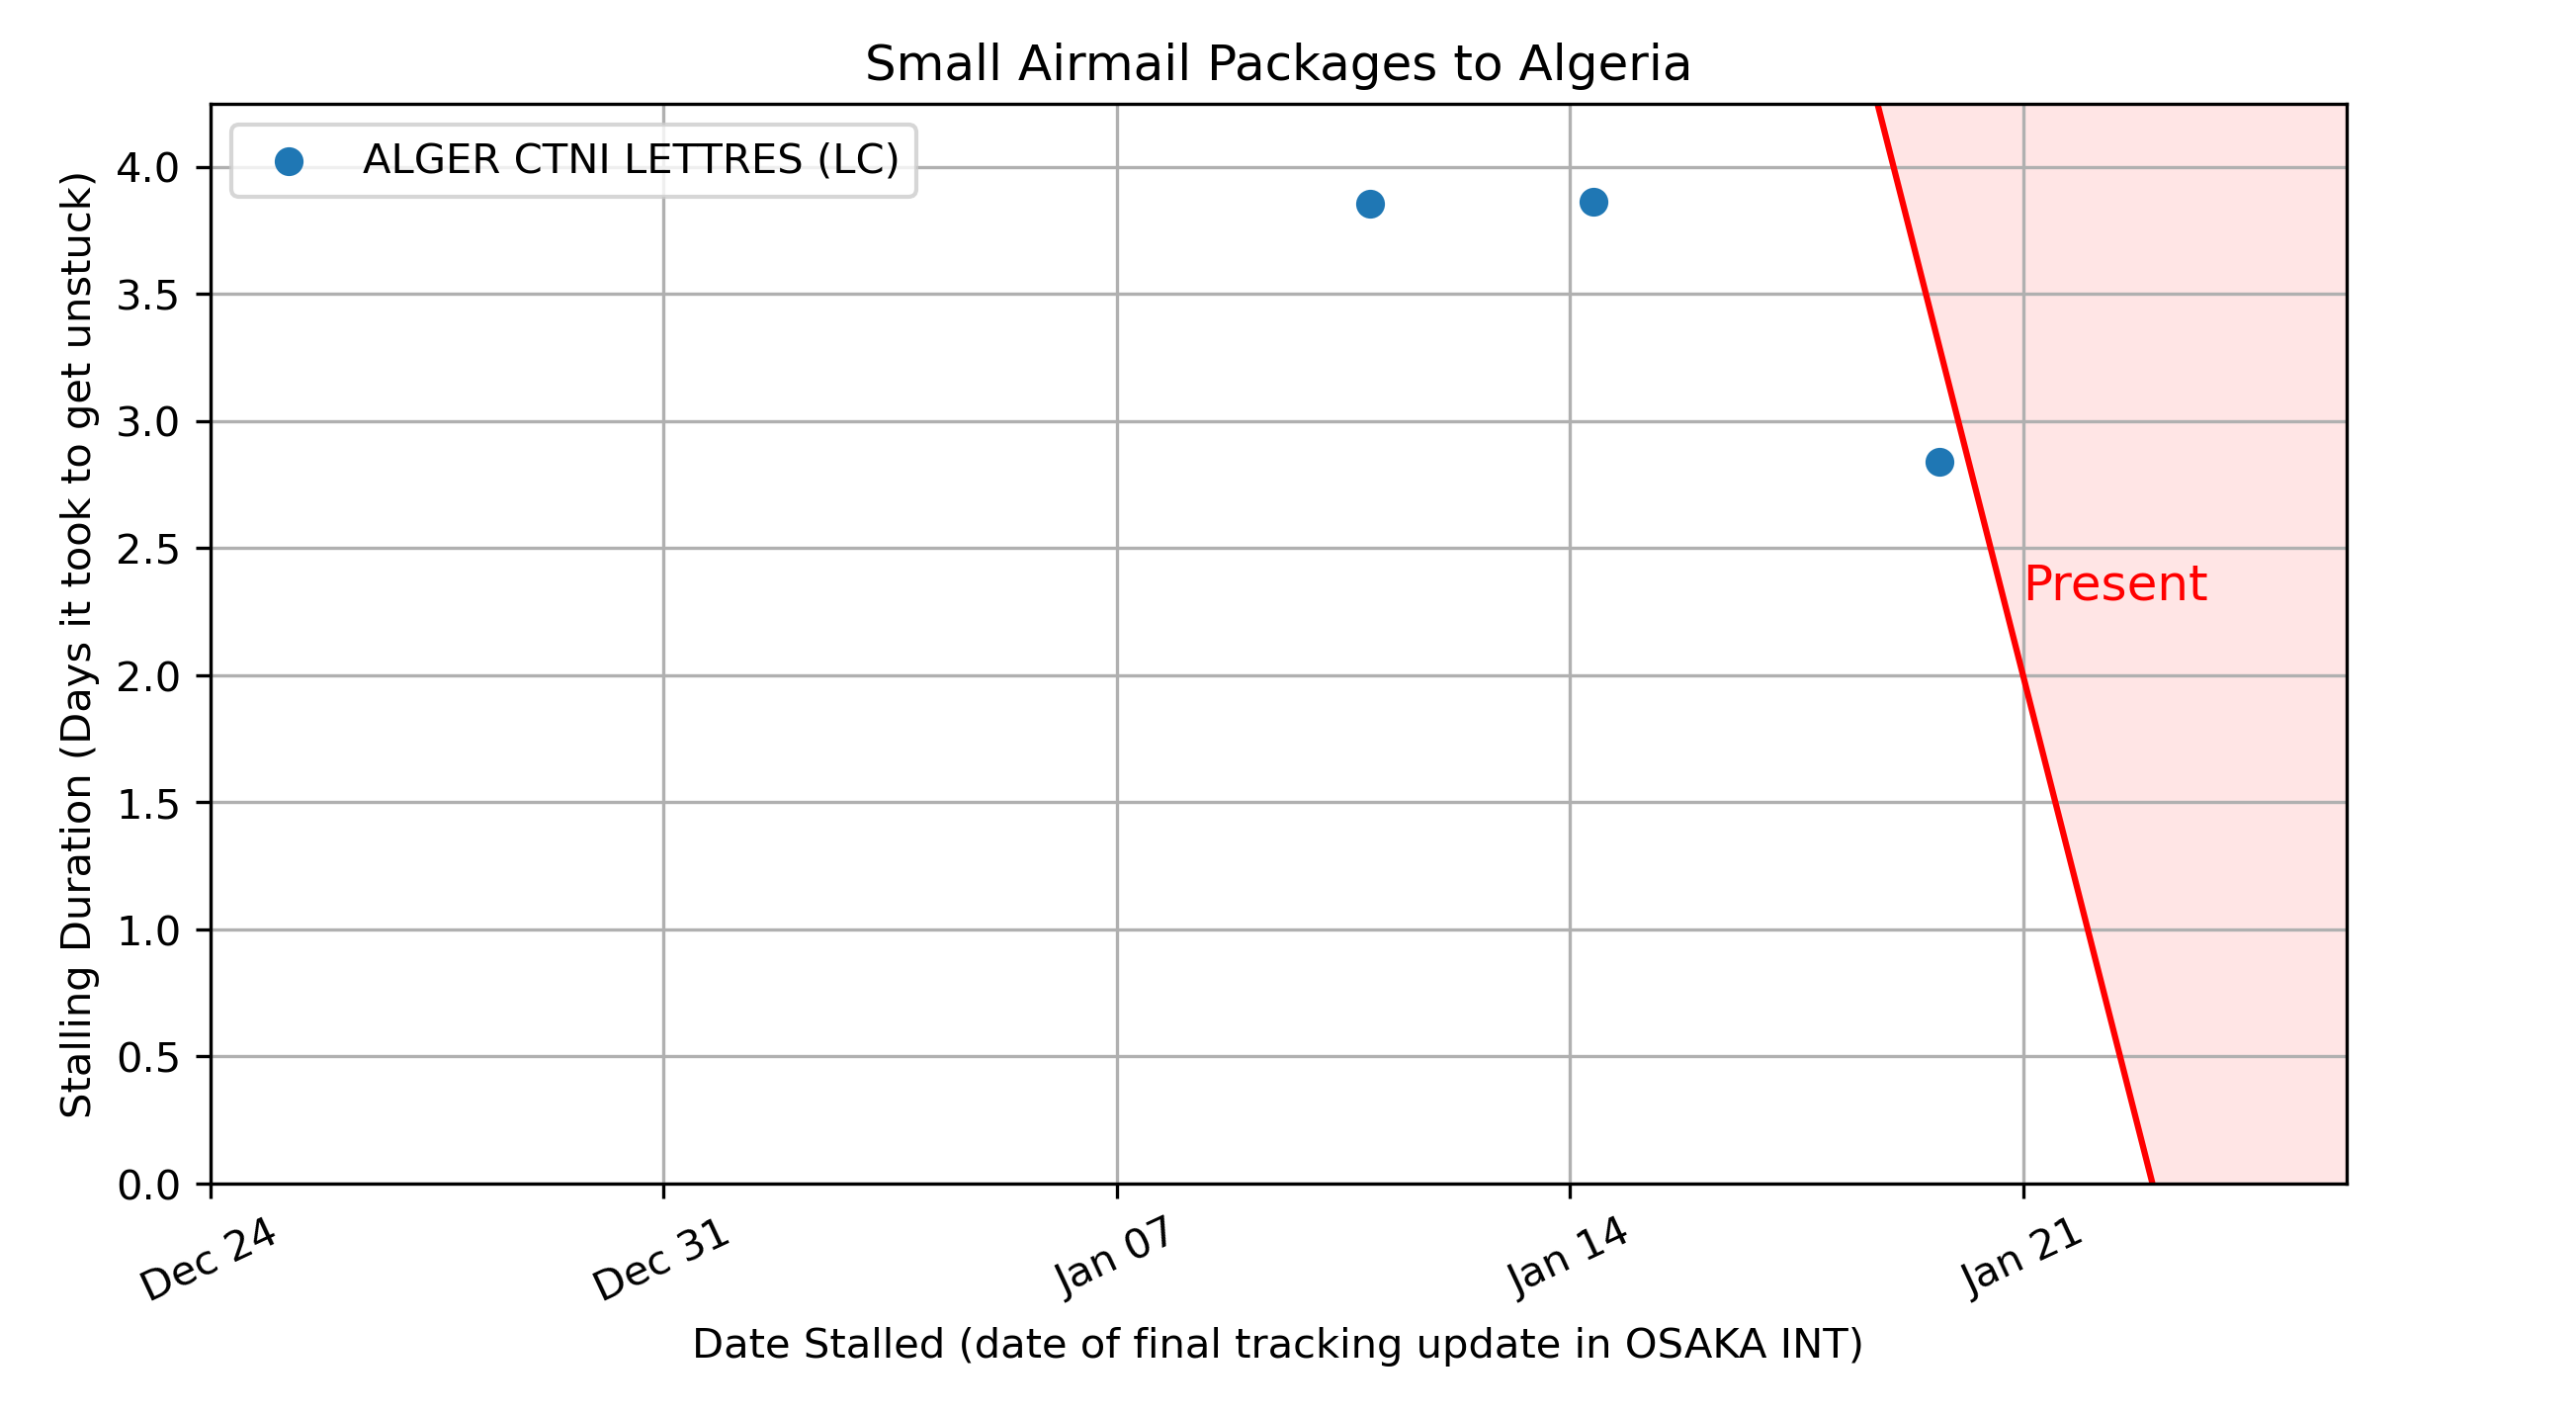 Small Airmail Packages to Algeria
ALGER CTNI LETTRES (LC)
Stalling Duration (Days it took to get unstuck)
4.0
3.5
3.0
2.5
2.0
1.5
1.0
0.5
0.0
Present
Dec 24
Dec 31
Jan 07
Jan 14
Jan 21
Date Stalled (date of final tracking update in OSAKA INT)